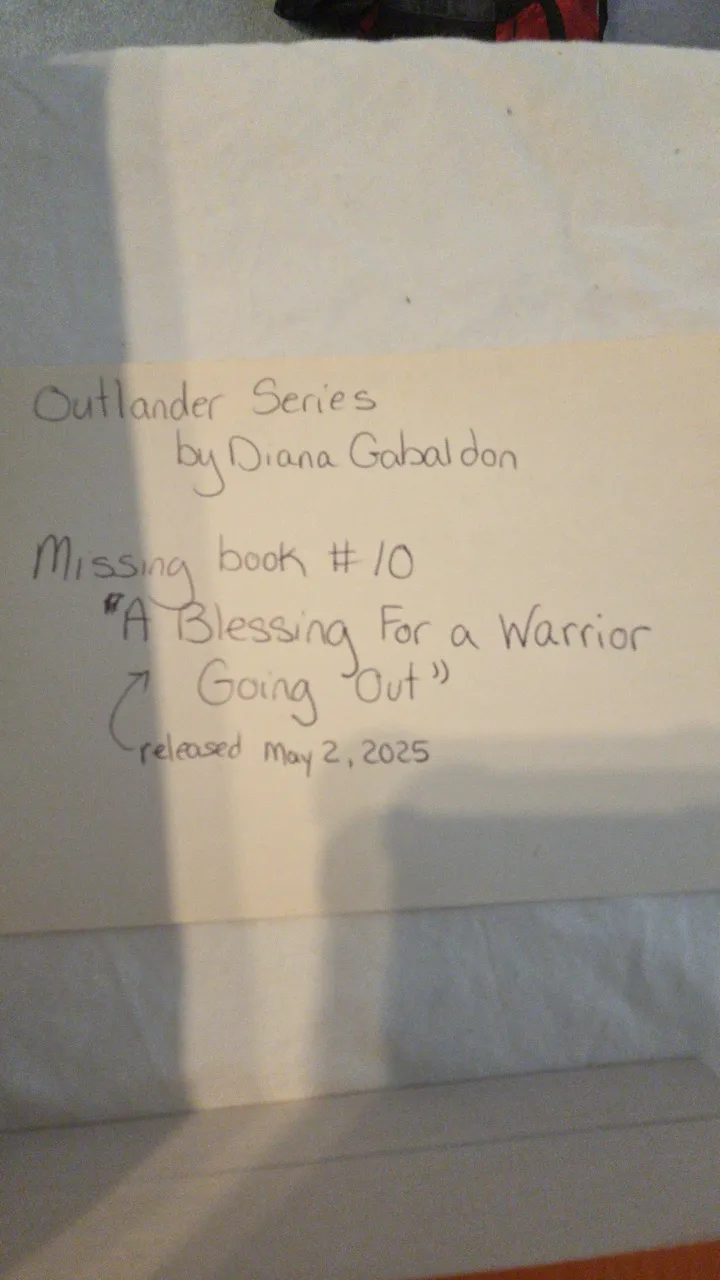 Outlander Series
by Diana Gabaldon
Missing book #10
"A Blessing For a Warrior
Going Out"
released May 2, 2025